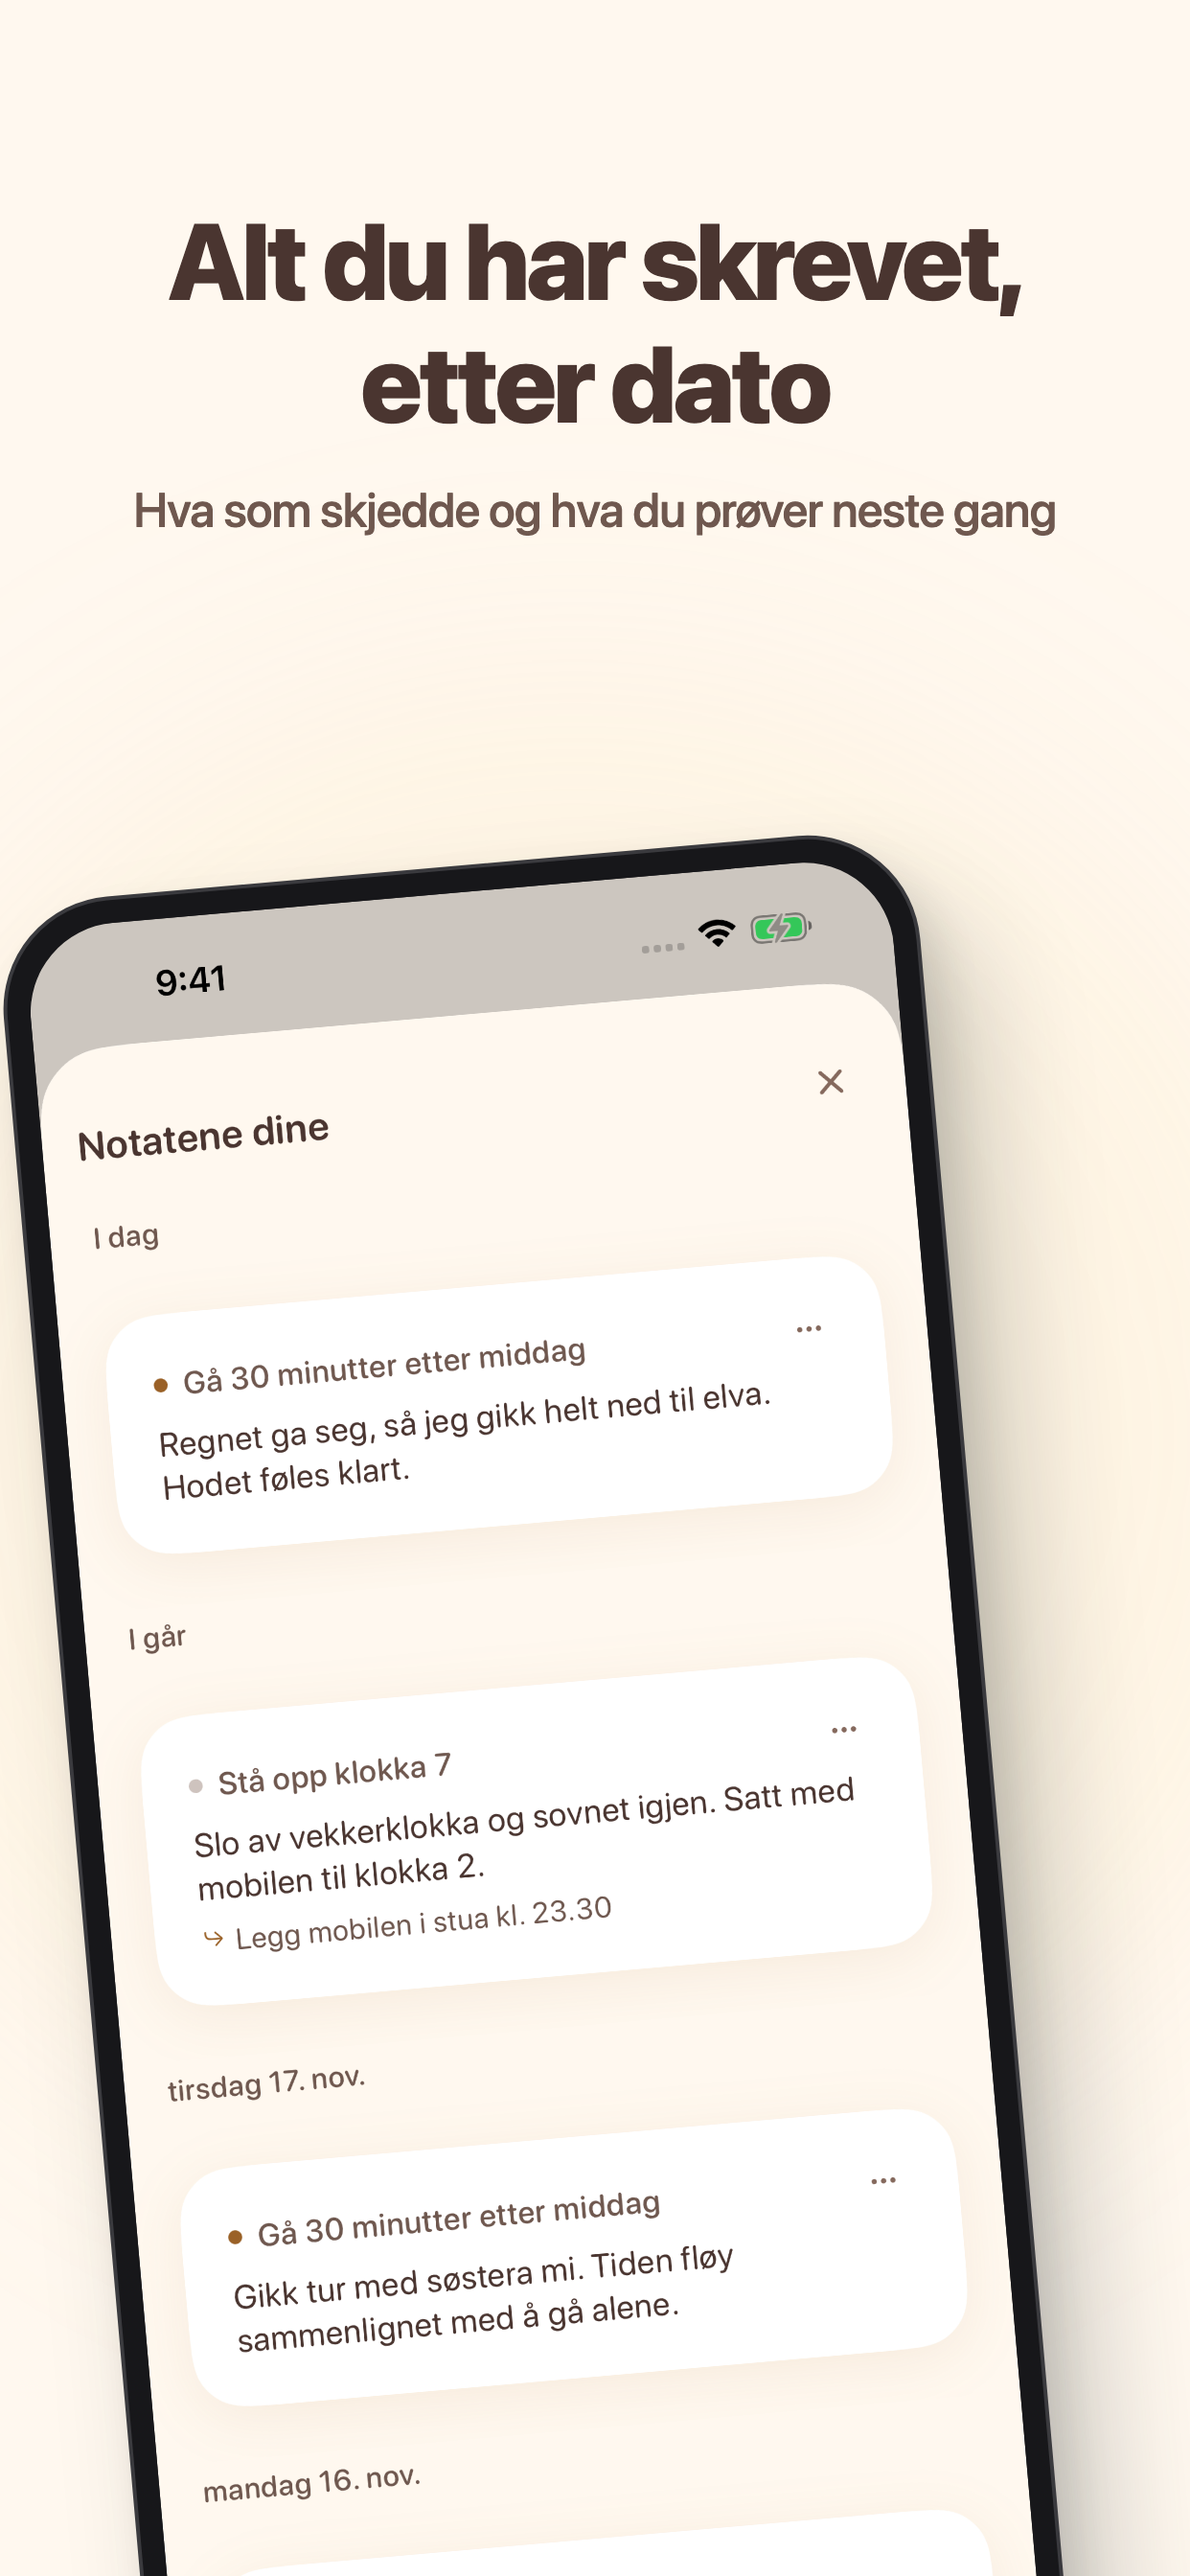 Alt du har skrevet,
etter dato
Hva som skjedde og hva du prøver neste gang
9:41
Notatene dine
I dag
Gå 30 minutter etter middag
Regnet ga seg, så jeg gikk helt ned til elva.
Hodet føles klart.
I går
Stå opp klokka 7
Slo av vekkerklokka og sovnet igjen. Satt med
mobilen til klokka 2.
Legg mobilen i stua kl. 23.30
tirsdag 17. nov.
Gå 30 minutter etter middag
Gikk tur med søstera mi. Tiden fløy
sammenlignet med å gå alene.
mandag 16. nov.